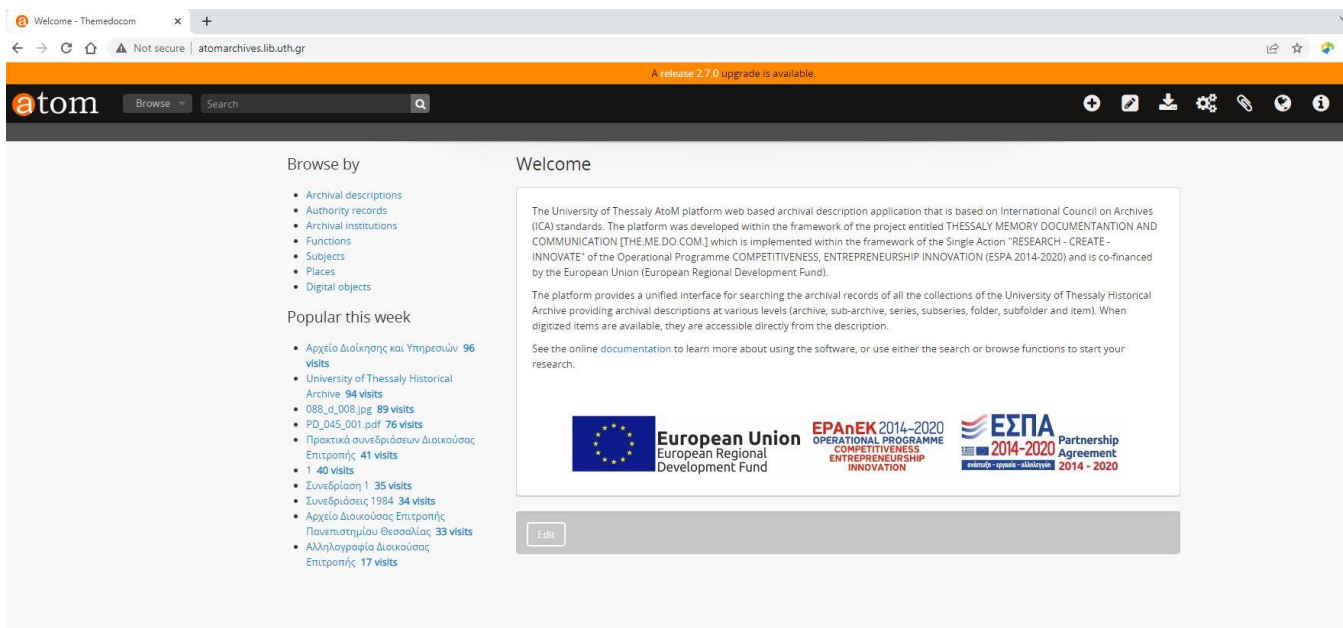 Welcome - Themedocom
Not secure | atomarchives.lib.uth.gr
A release 2.7.0 upgrade is available.
atom Browse Search
Browse by
Archival descriptions
Authority records
Archival institutions
Functions
Subjects
Places
Digital objects
Popular this week
Αρχείο Διοίκησης και Υπηρεσιών 96
visits
University of Thessaly Historical
Archive 94 visits
088_d_008.jpg 89 visits
PD_045_001.pdf 76 visits
Πρακτικά συνεδριάσεων Διοικούσας
Επιτροπής 41 visits
1 40 visits
Συνεδρίαση 1 35 visits
Συνεδριάσεις 1984 34 visits
Αρχείο Διοικούσας Επιτροπής
Πανεπιστημίου Θεσσαλίας 33 visits
Αλληλογραφία Διοικούσας
Επιτροπής 17 visits
Welcome
The University of Thessaly AtoM platform web based archival description application that is based on International Council on Archives
(ICA) standards. The platform was developed within the framework of the project entitled THESSALY MEMORY DOCUMENTANTION AND
COMMUNICATION [THE.ME.DO.COM.] which is implemented within the framework of the Single Action "RESEARCH - CREATE -
INNOVATE" of the Operational Programme COMPETITIVENESS, ENTREPRENEURSHIP INNOVATION (ESPA 2014-2020) and is co-financed
by the European Union (European Regional Development Fund).
The platform provides a unified interface for searching the archival records of all the collections of the University of Thessaly Historical
Archive providing archival descriptions at various levels (archive, sub-archive, series, subseries, folder, subfolder and item). When
digitized items are available, they are accessible directly from the description.
See the online documentation to learn more about using the software, or use either the search or browse functions to start your
research.
European Union
European Regional
Development Fund
EPAnEK 2014–2020
OPERATIONAL PROGRAMME
COMPETITIVENESS
ENTREPRENEURSHIP
INNOVATION
ΕΣΠΑ
2014-2020
ανάπτυξη - εργασία - αλληλεγγύη
Partnership
Agreement
2014 - 2020
Edit